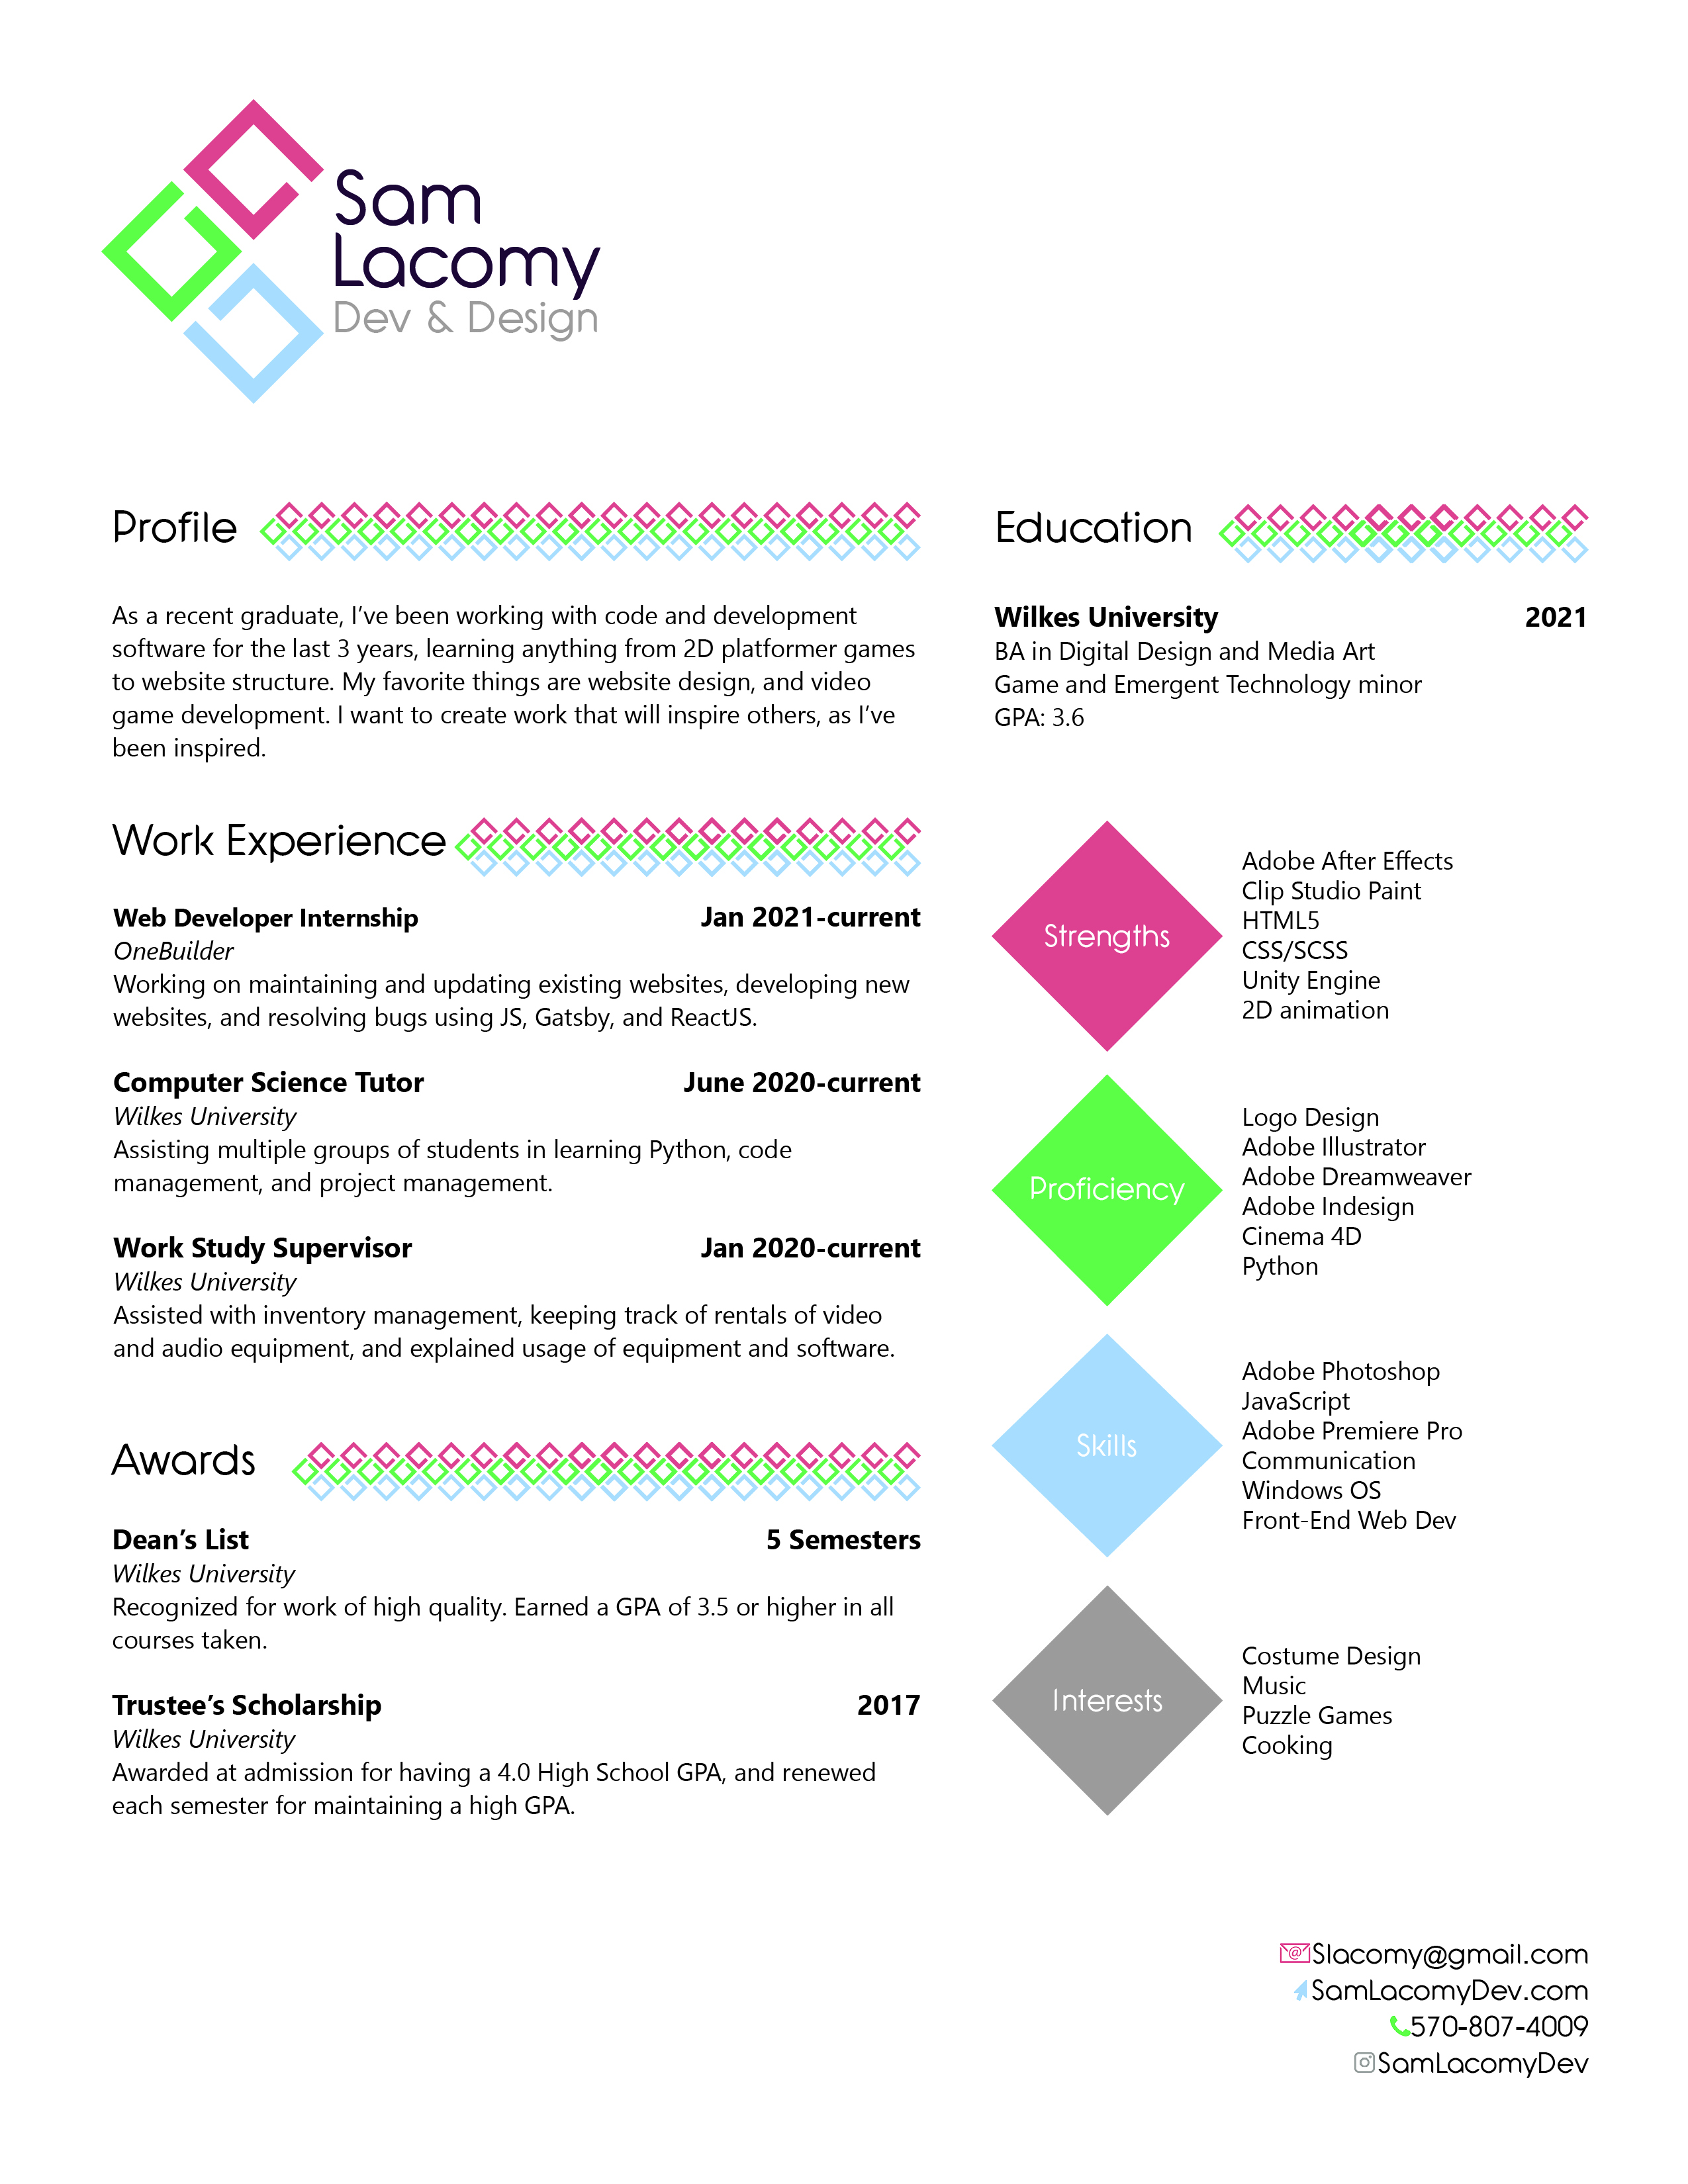 Sam
Lacomy
Dev & Design
Profile
As a recent graduate, I’ve been working with code and development
software for the last 3 years, learning anything from 2D platformer games
to website structure. My favorite things are website design, and video
game development. I want to create work that will inspire others, as I’ve
been inspired.
Work Experience
Web Developer Internship Jan 2021-current
OneBuilder
Working on maintaining and updating existing websites, developing new
websites, and resolving bugs using JS, Gatsby, and ReactJS.
Computer Science Tutor June 2020-current
Wilkes University
Assisting multiple groups of students in learning Python, code
management, and project management.
Work Study Supervisor Jan 2020-current
Wilkes University
Assisted with inventory management, keeping track of rentals of video
and audio equipment, and explained usage of equipment and software.
Awards
Dean’s List 5 Semesters
Wilkes University
Recognized for work of high quality. Earned a GPA of 3.5 or higher in all
courses taken.
Trustee’s Scholarship 2017
Wilkes University
Awarded at admission for having a 4.0 High School GPA, and renewed
each semester for maintaining a high GPA.
Education
Wilkes University 2021
BA in Digital Design and Media Art
Game and Emergent Technology minor
GPA: 3.6
Strengths
Adobe After Effects
Clip Studio Paint
HTML5
CSS/SCSS
Unity Engine
2D animation
Proficiency
Logo Design
Adobe Illustrator
Adobe Dreamweaver
Adobe Indesign
Cinema 4D
Python
Skills
Adobe Photoshop
JavaScript
Adobe Premiere Pro
Communication
Windows OS
Front-End Web Dev
Interests
Costume Design
Music
Puzzle Games
Cooking
Slacomy@gmail.com
SamLacomyDev.com
570-807-4009
SamLacomyDev